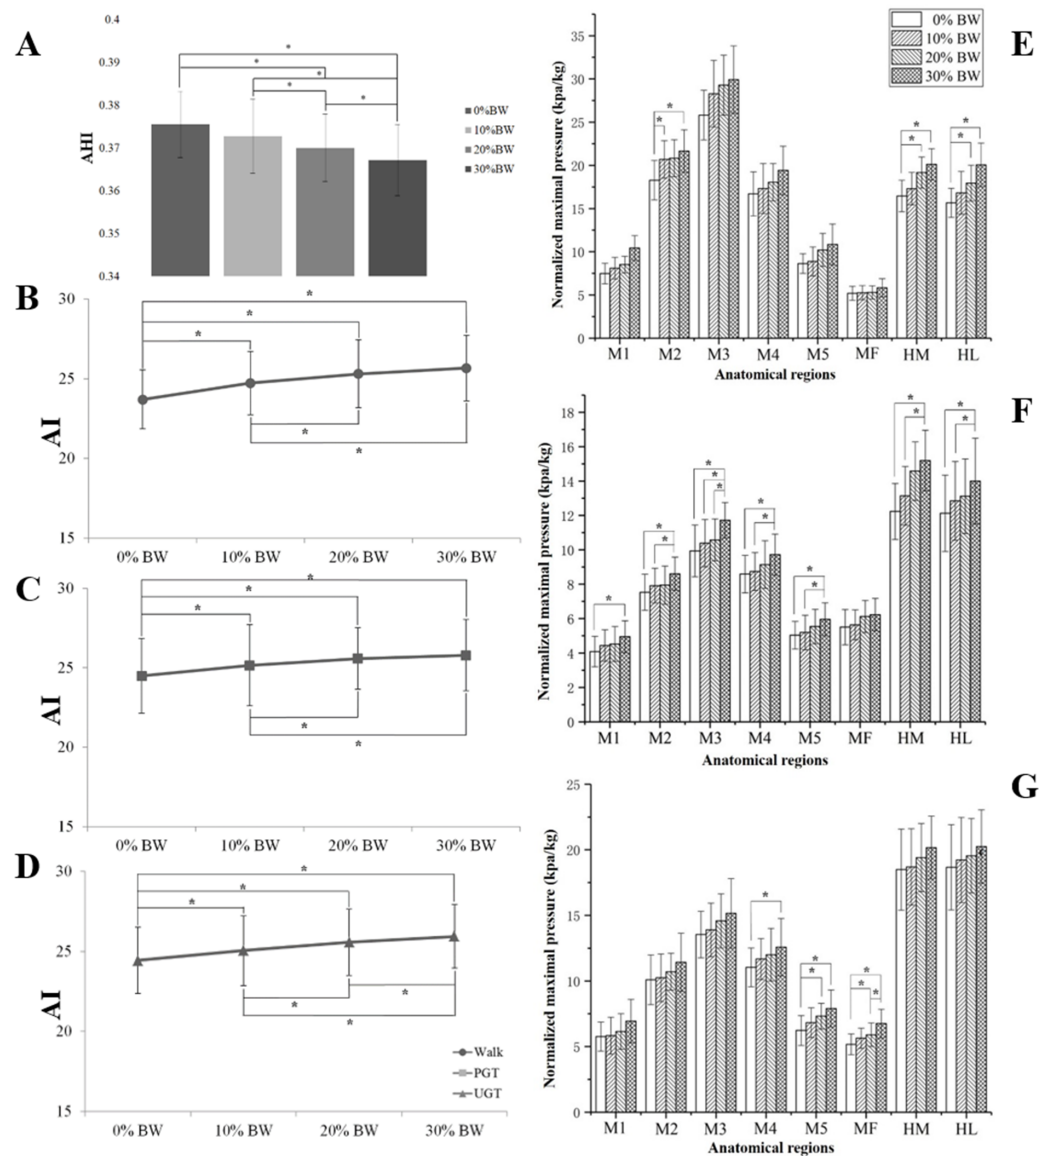 A
AHI
0.4
0.39
0.38
0.37
0.36
0.35
0.34
* * * * *
0%BW
10%BW
20%BW
30%BW
B
AI
30
25
20
15
* * * * *
0% BW 10% BW 20% BW 30% BW
C
AI
30
25
20
15
* * * * *
0% BW 10% BW 20% BW 30% BW
D
AI
30
25
20
15
* * * * * *
Walk
PGT
UGT
0% BW 10% BW 20% BW 30% BW
E
Normalized maximal pressure (kpa/kg)
35
30
25
20
15
10
5
0
0% BW
10% BW
20% BW
30% BW
* * * * * *
M1 M2 M3 M4 M5 MF HM HL
Anatomical regions
F
Normalized maximal pressure (kpa/kg)
18
16
14
12
10
8
6
4
2
0
* * * * * * * * * * * * * *
M1 M2 M3 M4 M5 MF HM HL
Anatomical regions
G
Normalized maximal pressure (kpa/kg)
25
20
15
10
5
0
* * * * * *
M1 M2 M3 M4 M5 MF HM HL
Anatomical regions